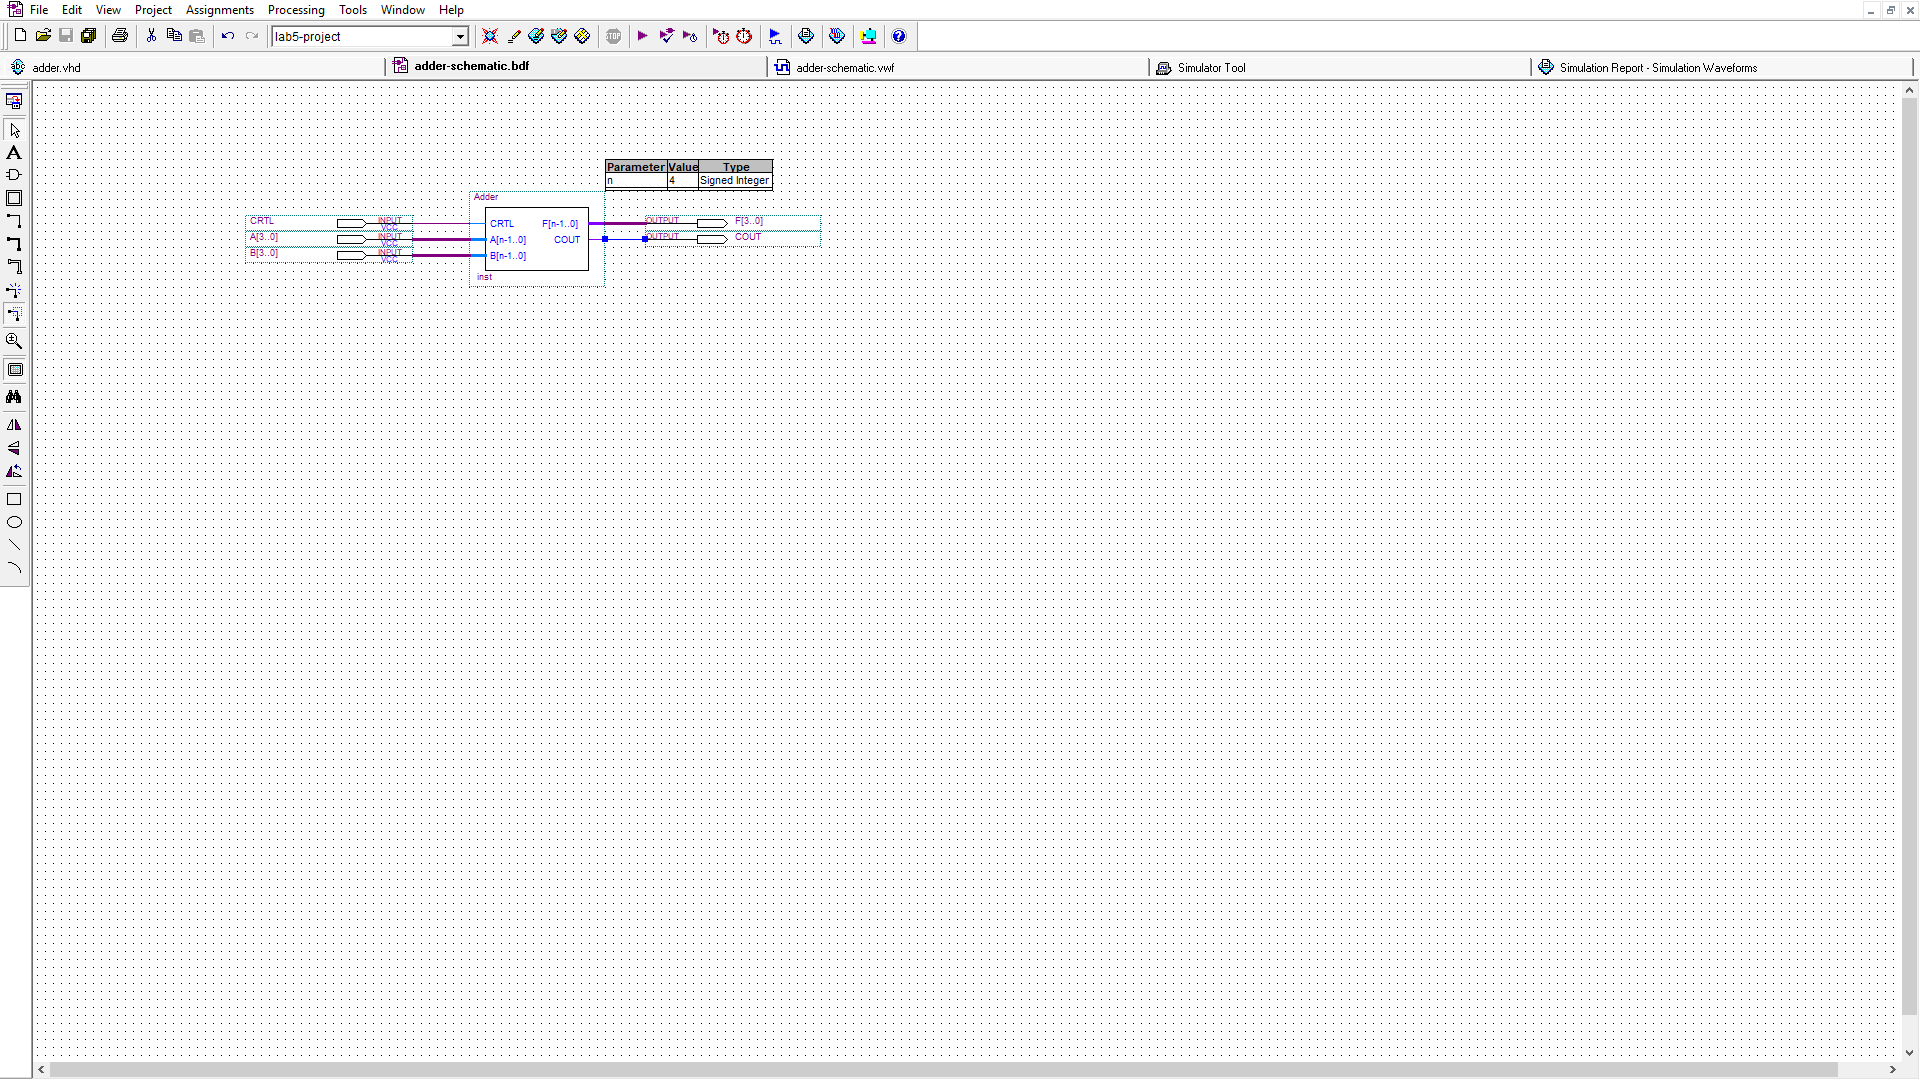 File Edit View Project Assignments Processing Tools Window Help
lab5-project
adder.vhd adder-schematic.bdf adder-schematic.vwf Simulator Tool Simulation Report - Simulation Waveforms
Parameter Value Type
n 4 Signed Integer
Adder
CRTL INPUT VCC CRTL F[n-1..0] OUTPUT F[3..0]
A[3..0] INPUT VCC A[n-1..0] COUT OUTPUT COUT
B[3..0] INPUT VCC B[n-1..0]
inst